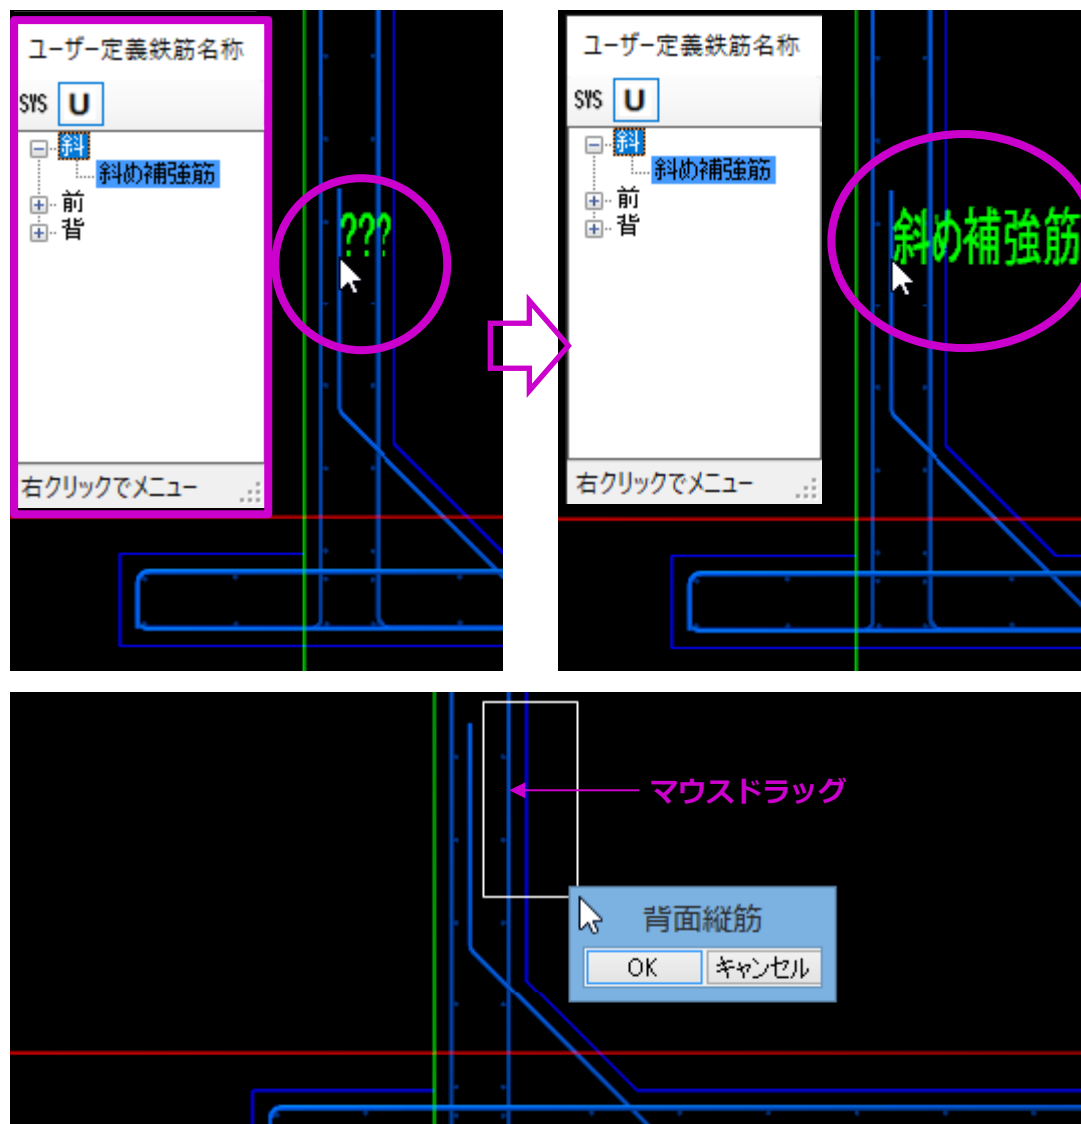 ユーザー定義鉄筋名称
SYS U
斜
斜め補強筋
前
背
右クリックでメニュー
???
ユーザー定義鉄筋名称
SYS U
斜
斜め補強筋
前
背
右クリックでメニュー
斜め補強筋
マウスドラッグ
背面縦筋
OK キャンセル